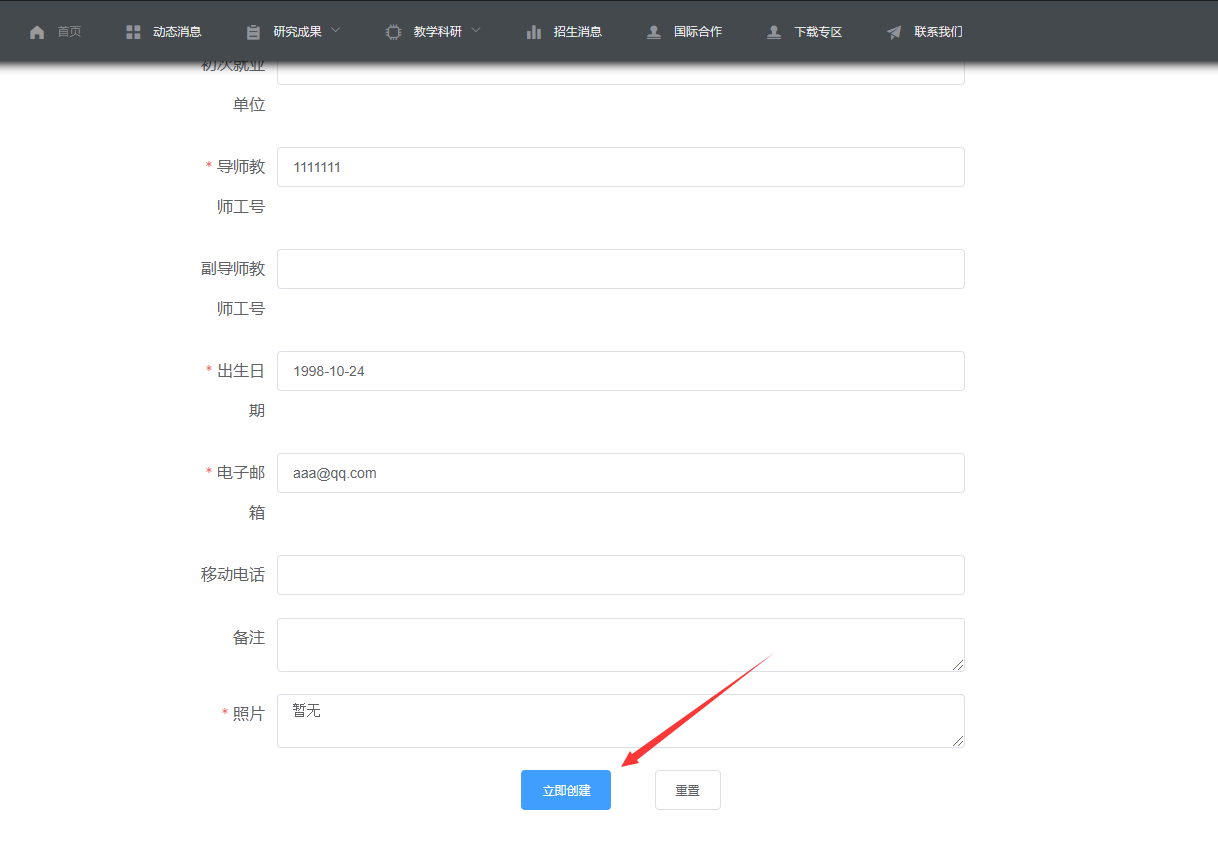 首页 动态消息 研究成果 教学科研 招生消息 国际合作 下载专区 联系我们
初次就业
单位
* 导师教 1111111
师工号
副导师教
师工号
* 出生日 1998-10-24
期
* 电子邮 aaa@qq.com
箱
移动电话
备注
* 照片 暂无
立即创建 重置